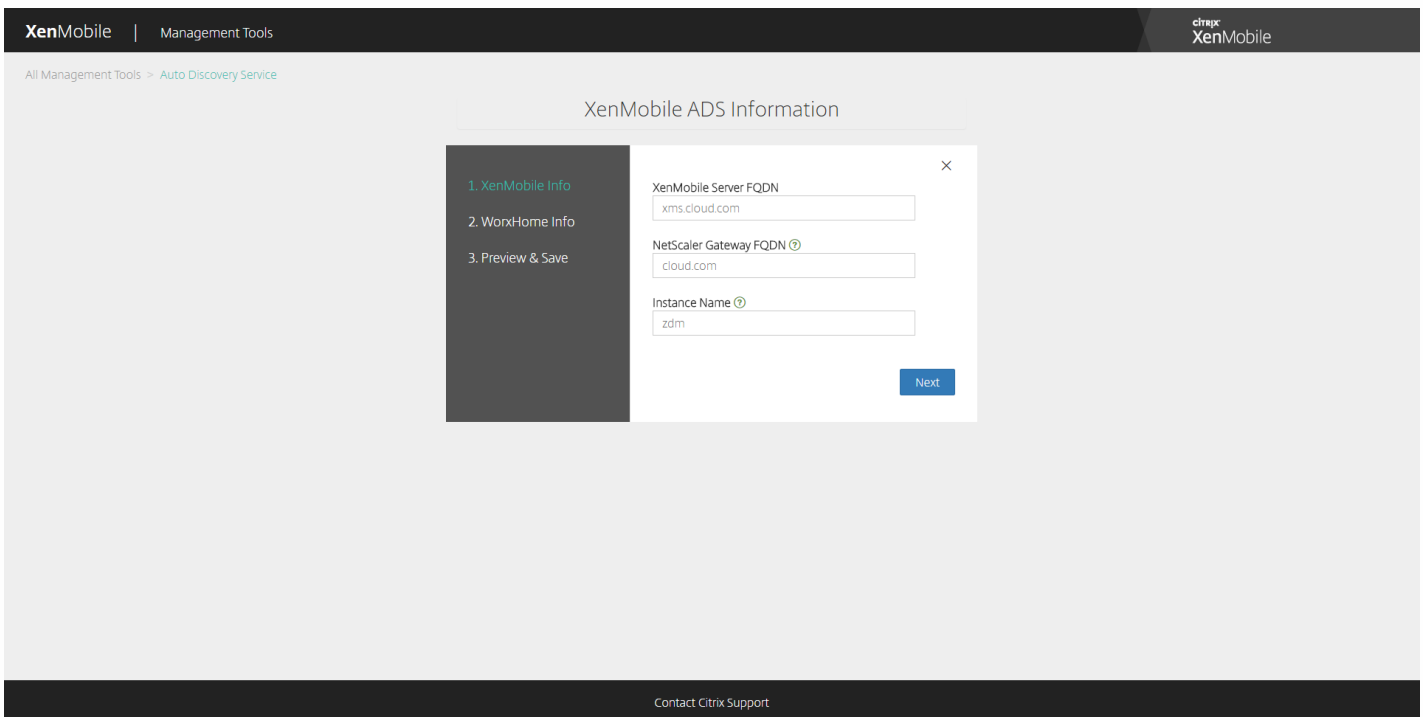 XenMobile | Management Tools
CİTRIX
XenMobile
All Management Tools > Auto Discovery Service
XenMobile ADS Information
1. XenMobile Info
2. WorxHome Info
3. Preview & Save
XenMobile Server FQDN
xms.cloud.com
NetScaler Gateway FQDN ?
cloud.com
Instance Name ?
zdm
Next
Contact Citrix Support